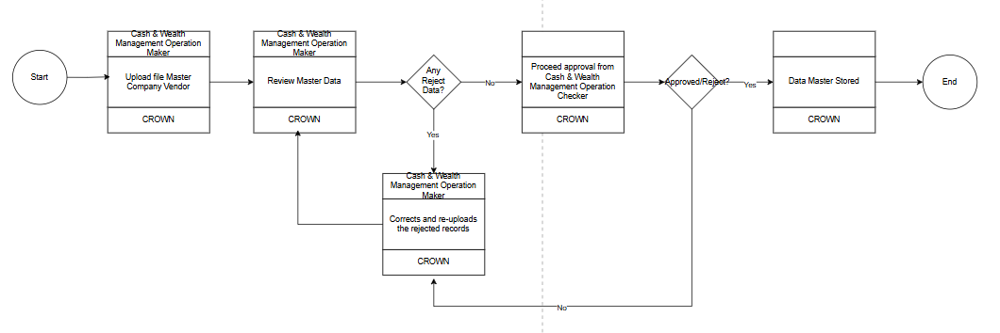 Start
Cash & Wealth
Management Operation
Maker
Upload file Master
Company Vendor
CROWN
Cash & Wealth
Management Operation
Maker
Review Master Data
CROWN
Any
Reject
Data?
No
Yes
Proceed approval from
Cash & Wealth
Management Operation
Checker
CROWN
Approved/Reject?
Yes
Data Master Stored
CROWN
End
Cash & Wealth
Management Operation
Maker
Corrects and re-uploads
the rejected records
CROWN
No